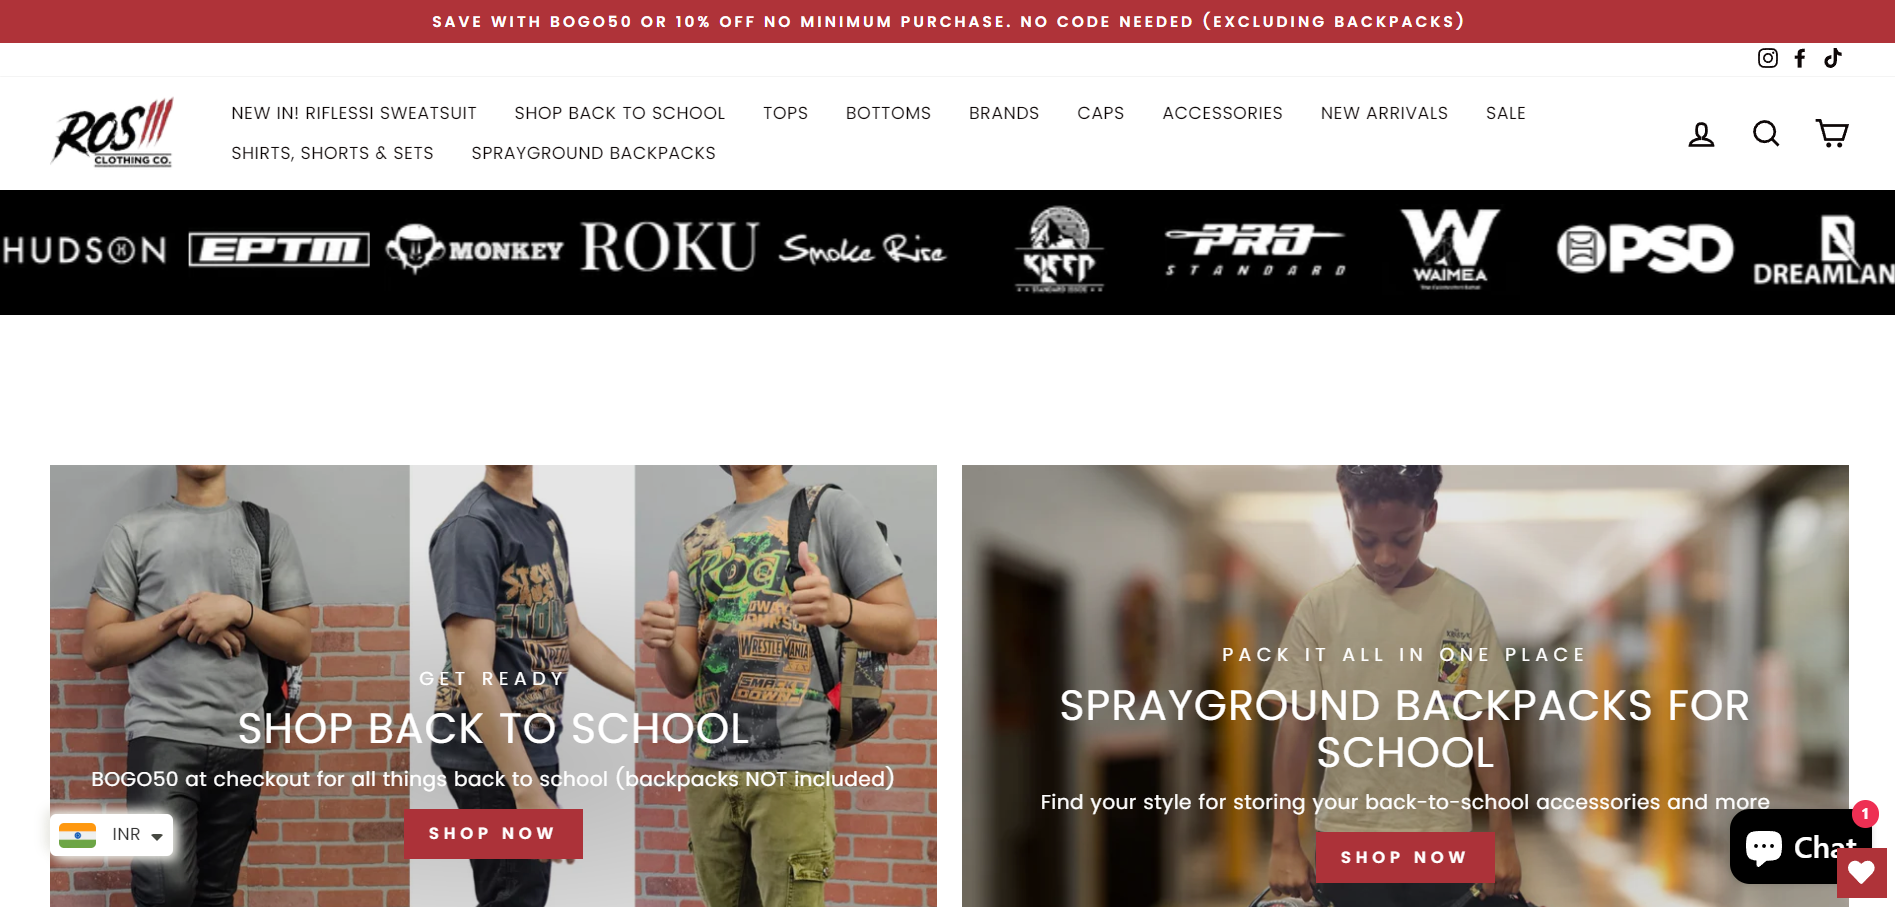 SAVE WITH BOGO50 OR 10% OFF NO MINIMUM PURCHASE. NO CODE NEEDED (EXCLUDING BACKPACKS)
ROS
CLOTHING CO.
NEW IN! RIFLESSI SWEATSUIT SHOP BACK TO SCHOOL TOPS BOTTOMS BRANDS CAPS ACCESSORIES NEW ARRIVALS SALE
SHIRTS, SHORTS & SETS SPRAYGROUND BACKPACKS
HUDSON EPTM MONKEY ROKU Smoke Rise KEEP STANDARD ISSUE PRO STANDARD W WAIMEA PSD DREAMLAN
GET READY
SHOP BACK TO SCHOOL
BOGO50 at checkout for all things back to school (backpacks NOT included)
SHOP NOW
PACK IT ALL IN ONE PLACE
SPRAYGROUND BACKPACKS FOR
SCHOOL
Find your style for storing your back-to-school accessories and more
SHOP NOW
INR
1
Chat
WRESTLEMANIA
SMACK
DOWN